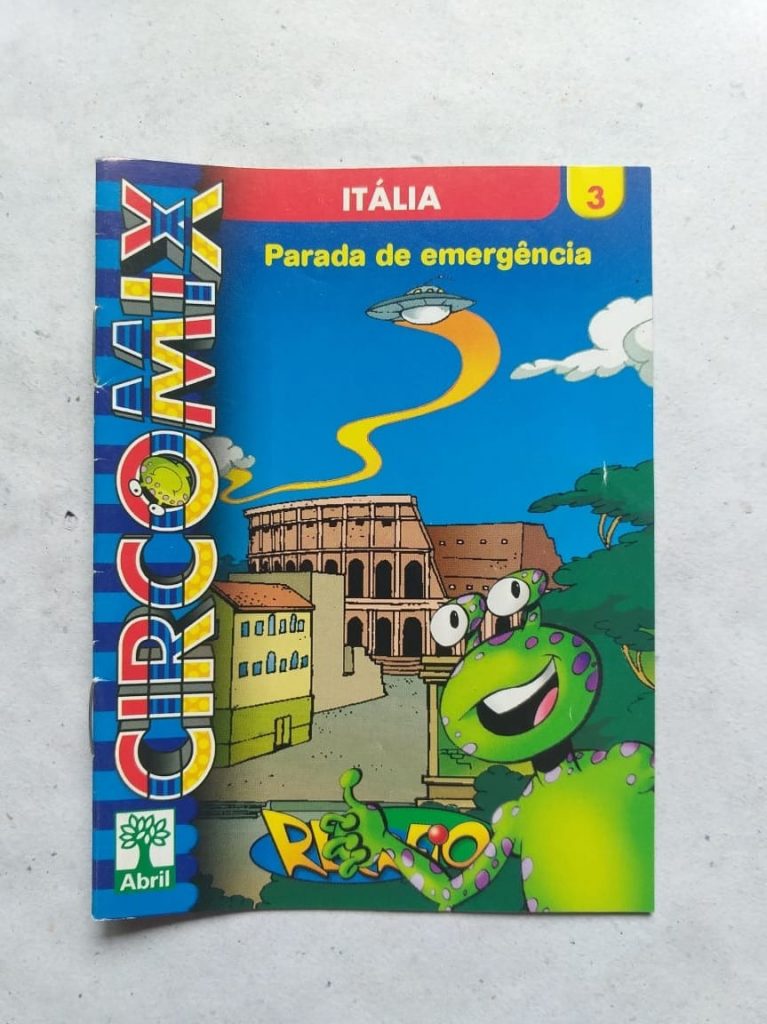 ITÁLIA
3
Parada de emergência
CIRCOMIX
Abril